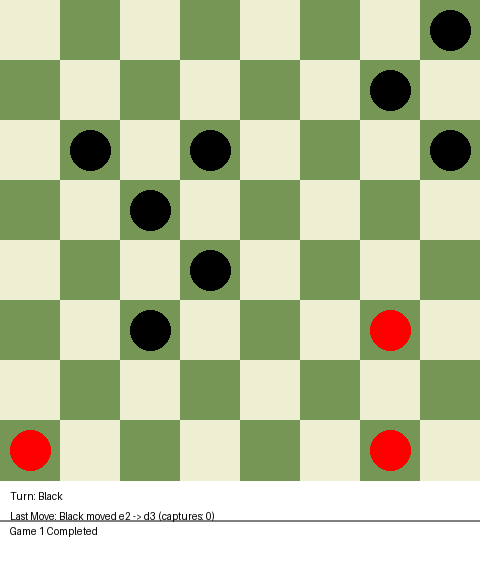 Turn: Black
Last Move: Black moved e2 -> d3 (captures: 0)
Game 1 Completed